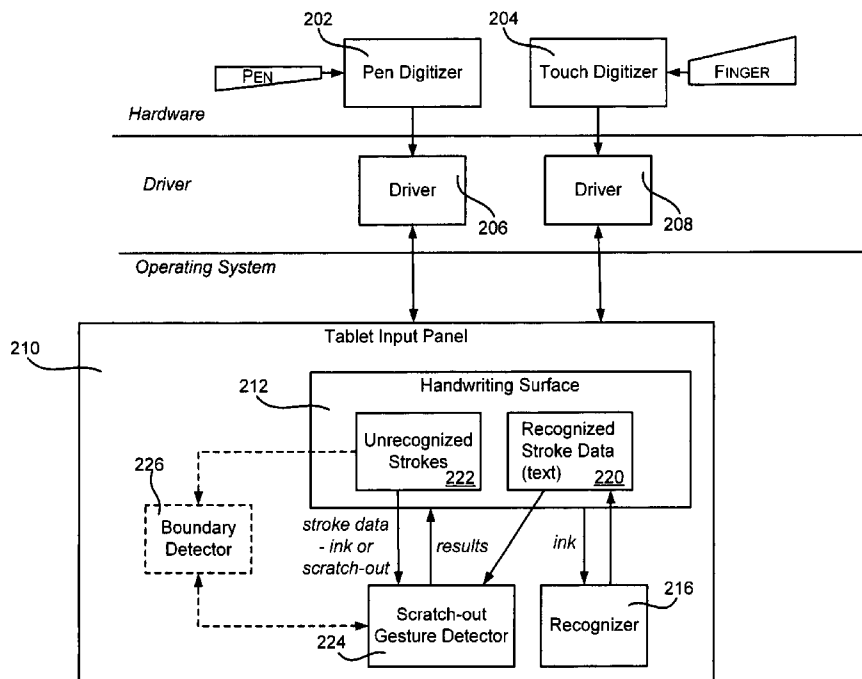 202
204
PEN
Pen Digitizer
Touch Digitizer
FINGER
Hardware
Driver
Driver
Driver
206
208
Operating System
210
Tablet Input Panel
212
Handwriting Surface
Unrecognized
Strokes
222
Recognized
Stroke Data
(text)
220
226
Boundary
Detector
stroke data
- ink or
scratch-out
results
ink
216
Scratch-out
Gesture Detector
224
Recognizer